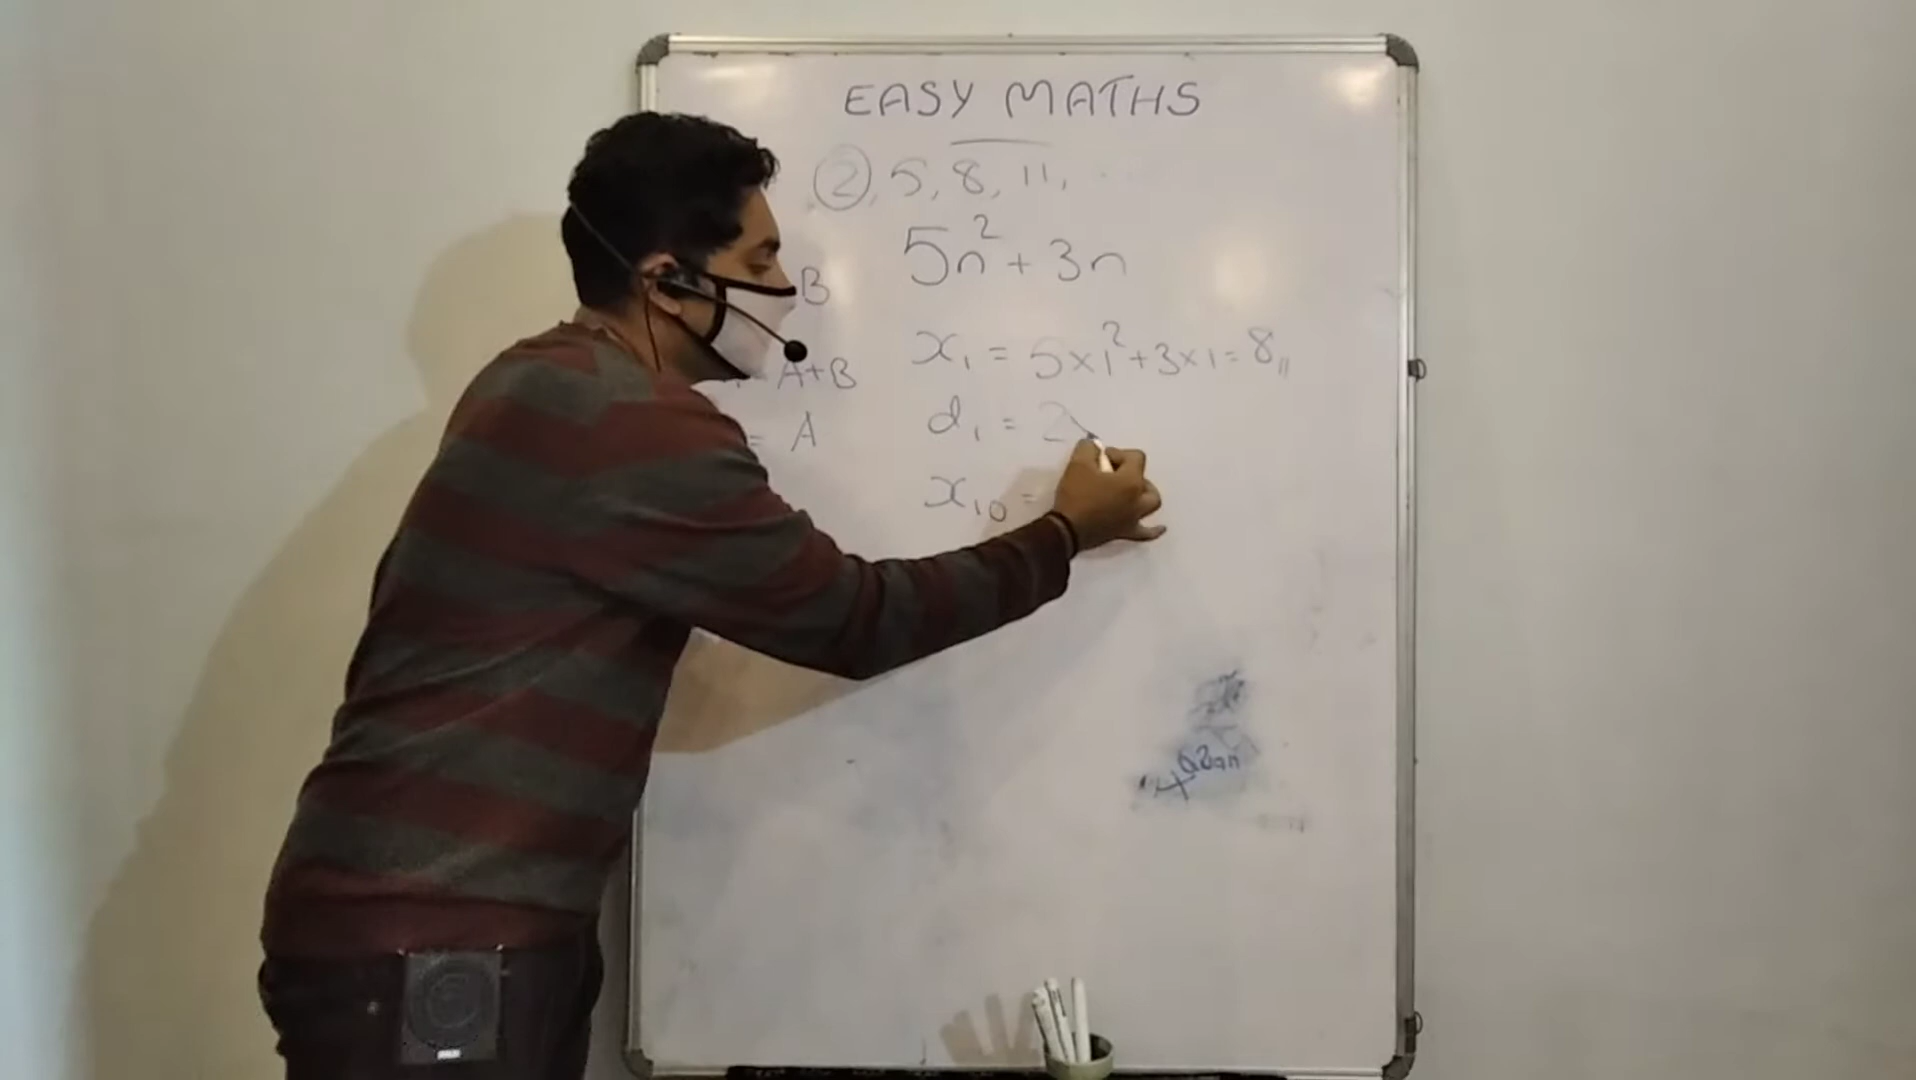 EASY MATHS
2, 5, 8, 11, ...
5n² + 3n
B
x₁ = 5×1²+3×1=8
= A+B
d₁ = 2×
= A
x₁₀ =